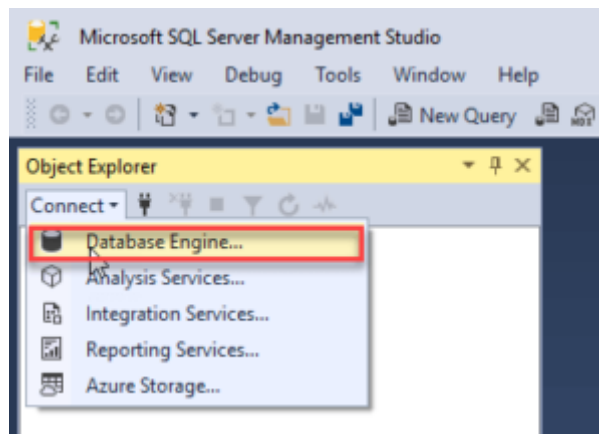 Microsoft SQL Server Management Studio
File Edit View Debug Tools Window Help
New Query MDX
Object Explorer
Connect
Database Engine...
Analysis Services...
Integration Services...
Reporting Services...
Azure Storage...